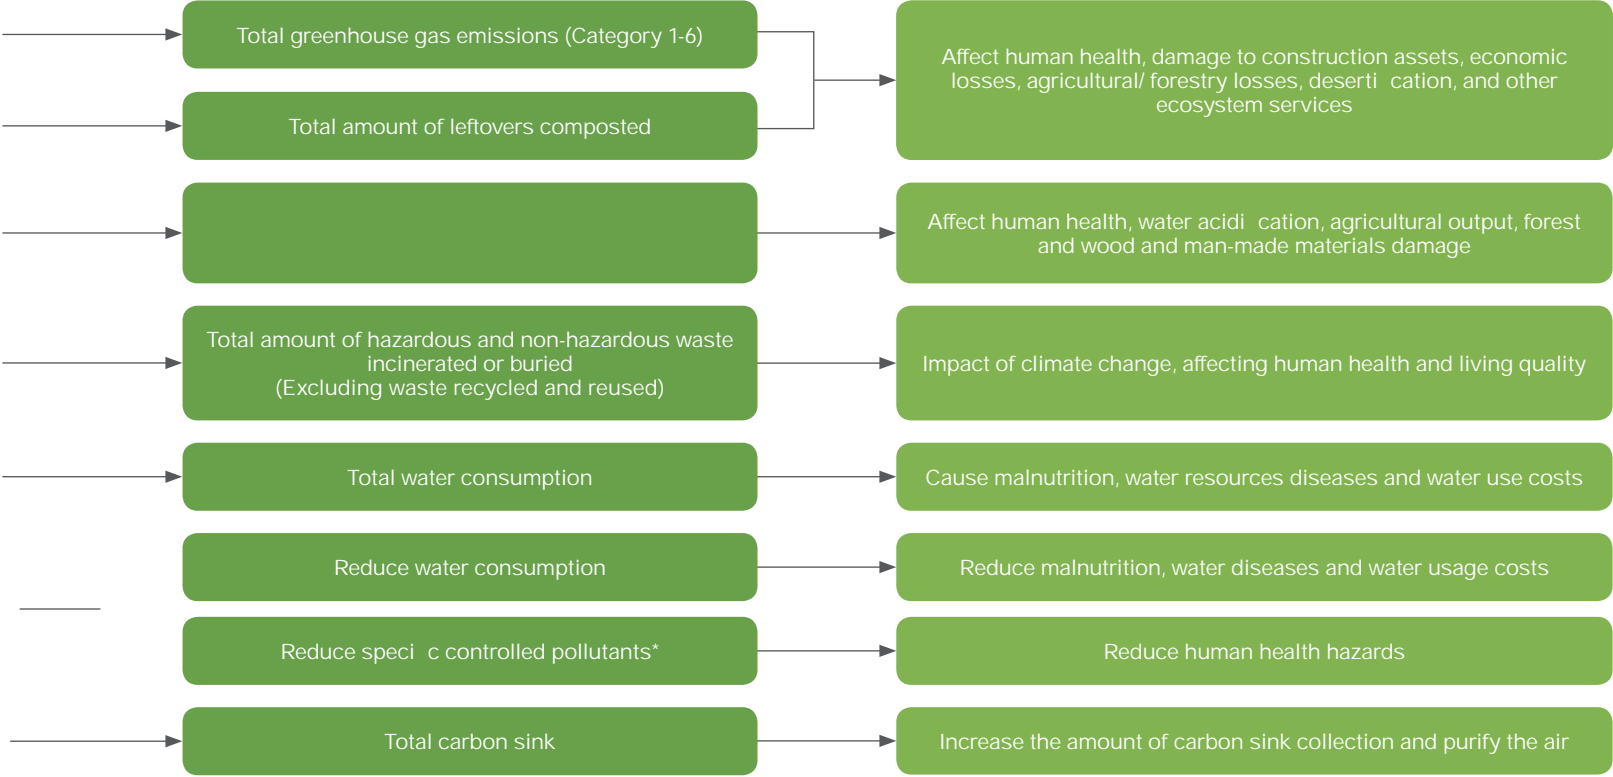 Total greenhouse gas emissions (Category 1-6)
Total amount of leftovers composted
Affect human health, damage to construction assets, economic
losses, agricultural/ forestry losses, deserti cation, and other
ecosystem services
Affect human health, water acidi cation, agricultural output, forest
and wood and man-made materials damage
Total amount of hazardous and non-hazardous waste
incinerated or buried
(Excluding waste recycled and reused)
Impact of climate change, affecting human health and living quality
Total water consumption
Cause malnutrition, water resources diseases and water use costs
Reduce water consumption
Reduce malnutrition, water diseases and water usage costs
Reduce speci c controlled pollutants*
Reduce human health hazards
Total carbon sink
Increase the amount of carbon sink collection and purify the air